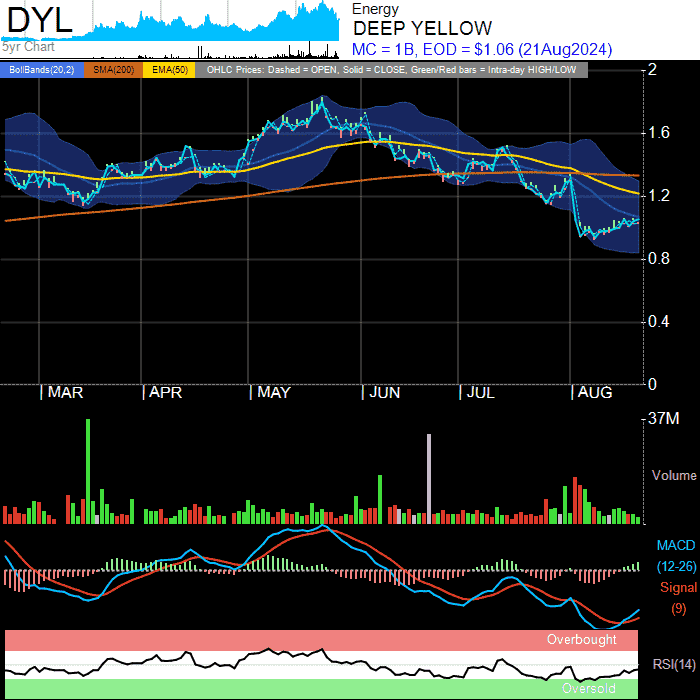 DYL
5yr Chart
Energy
DEEP YELLOW
MC = 1B, EOD = $1.06 (21Aug2024)
BollBands(20,2) SMA(200) EMA(50) OHLC Prices: Dashed = OPEN, Solid = CLOSE, Green/Red bars = Intra-day HIGH/LOW
2
1.6
1.2
0.8
0.4
0
MAR APR MAY JUN JUL AUG
37M
Volume
MACD
(12-26)
Signal
(9)
Overbought
RSI(14)
Oversold